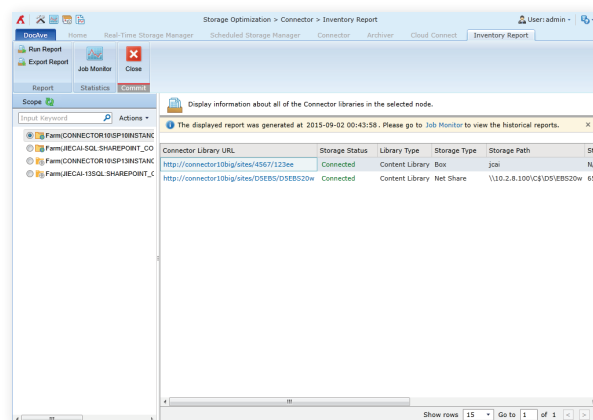 Storage Optimization > Connector > Inventory Report
User: admin
DocAve Home Real-Time Storage Manager Scheduled Storage Manager Connector Archiver Cloud Connect Inventory Report
Run Report
Export Report
Job Monitor
Close
Report Statistics Commit
Scope
Display information about all of the Connector libraries in the selected node.
Input Keyword
Actions
The displayed report was generated at 2015-09-02 00:43:58. Please go to Job Monitor to view the historical reports.
Farm(CONNECTOR10\SP10INSTANC
Farm(JIECAI-SQL:SHAREPOINT_CO
Farm(CONNECTOR10\SP13INSTANC
Farm(JIECAI-13SQL:SHAREPOINT_C
Connector Library URL Storage Status Library Type Storage Type Storage Path
http://connector10big/sites/4567/123ee Connected Content Library Box jcai
http://connector10big/sites/D5EBS/D5EBS20w Connected Content Library Net Share \\10.2.8.100\C$\D5\EBS20w
Show rows 15 Go to 1 of 1 < >